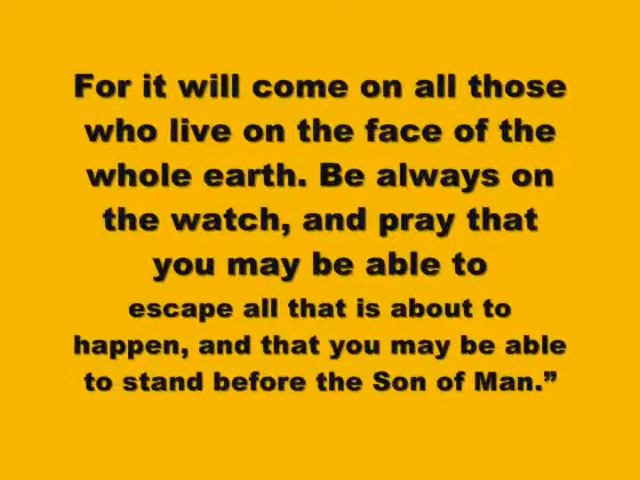 For it will come on all those
who live on the face of the
whole earth. Be always on
the watch, and pray that
you may be able to
escape all that is about to
happen, and that you may be able
to stand before the Son of Man.”